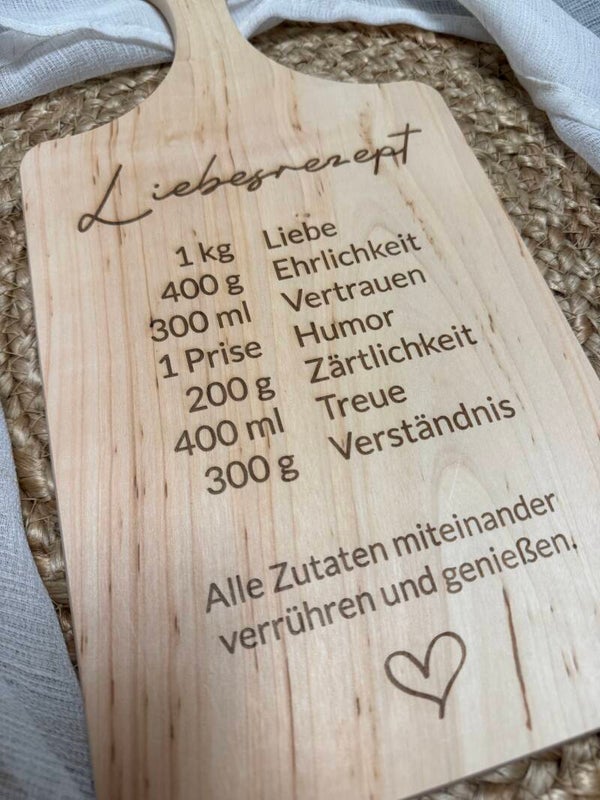 Liebesrezept
1 kg Liebe
400 g Ehrlichkeit
300 ml Vertrauen
1 Prise Humor
200 g Zärtlichkeit
400 ml Treue
300 g Verständnis
Alle Zutaten miteinander
verrühren und genießen.